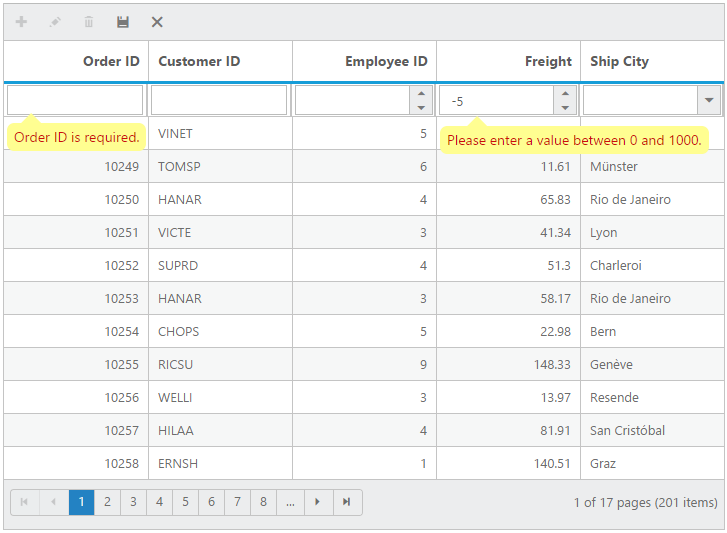 Order ID Customer ID Employee ID Freight Ship City
-5
Order ID is required. VINET 5 Please enter a value between 0 and 1000.
10249 TOMSP 6 11.61 Münster
10250 HANAR 4 65.83 Rio de Janeiro
10251 VICTE 3 41.34 Lyon
10252 SUPRD 4 51.3 Charleroi
10253 HANAR 3 58.17 Rio de Janeiro
10254 CHOPS 5 22.98 Bern
10255 RICSU 9 148.33 Genève
10256 WELLI 3 13.97 Resende
10257 HILAA 4 81.91 San Cristóbal
10258 ERNSH 1 140.51 Graz
1 2 3 4 5 6 7 8 ... 1 of 17 pages (201 items)